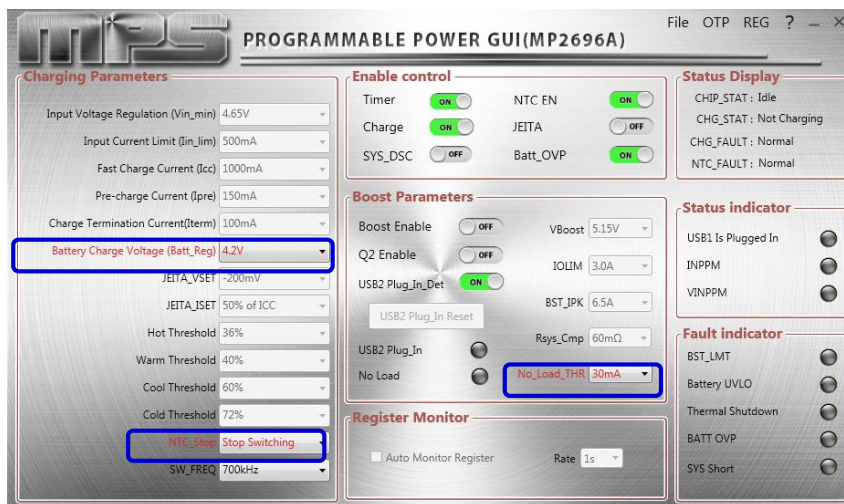 File OTP REG ? – ×
mps PROGRAMMABLE POWER GUI(MP2696A)
Charging Parameters
Input Voltage Regulation (Vin_min) 4.65V
Input Current Limit (Iin_lim) 500mA
Fast Charge Current (Icc) 1000mA
Pre-charge Current (Ipre) 150mA
Charge Termination Current(Iterm) 100mA
Battery Charge Voltage (Batt_Reg) 4.2V
JEITA_VSET -200mV
JEITA_ISET 50% of ICC
Hot Threshold 36%
Warm Threshold 40%
Cool Threshold 60%
Cold Threshold 72%
NTC_Stop Stop Switching
SW_FREQ 700kHz
Enable control
Timer ON NTC EN ON
Charge ON JEITA OFF
SYS_DSC OFF Batt_OVP ON
Boost Parameters
Boost Enable OFF VBoost 5.15V
Q2 Enable OFF IOLIM 3.0A
USB2 Plug_In_Det ON BST_IPK 6.5A
USB2 Plug_In Reset
Rsys_Cmp 60mΩ
USB2 Plug_In
No Load No_Load_THR 30mA
Register Monitor
Auto Monitor Register Rate 1s
Status Display
CHIP_STAT : Idle
CHG_STAT : Not Charging
CHG_FAULT : Normal
NTC_FAULT : Normal
Status indicator
USB1 Is Plugged In
INPPM
VINPPM
Fault indicator
BST_LMT
Battery UVLO
Thermal Shutdown
BATT OVP
SYS Short